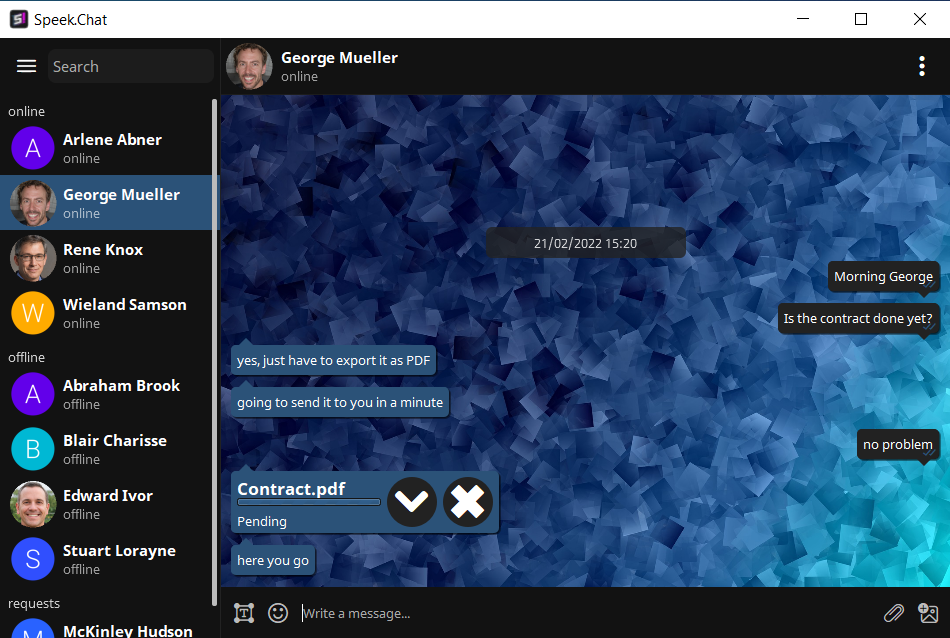 Speek.Chat
Search
online
A
Arlene Abner
online
George Mueller
online
Rene Knox
online
W
Wieland Samson
online
offline
A
Abraham Brook
offline
B
Blair Charisse
offline
Edward Ivor
offline
S
Stuart Lorayne
offline
requests
McKinley Hudson
George Mueller
online
21/02/2022 15:20
Morning George
Is the contract done yet?
yes, just have to export it as PDF
going to send it to you in a minute
no problem
Contract.pdf
Pending
here you go
T
Write a message...